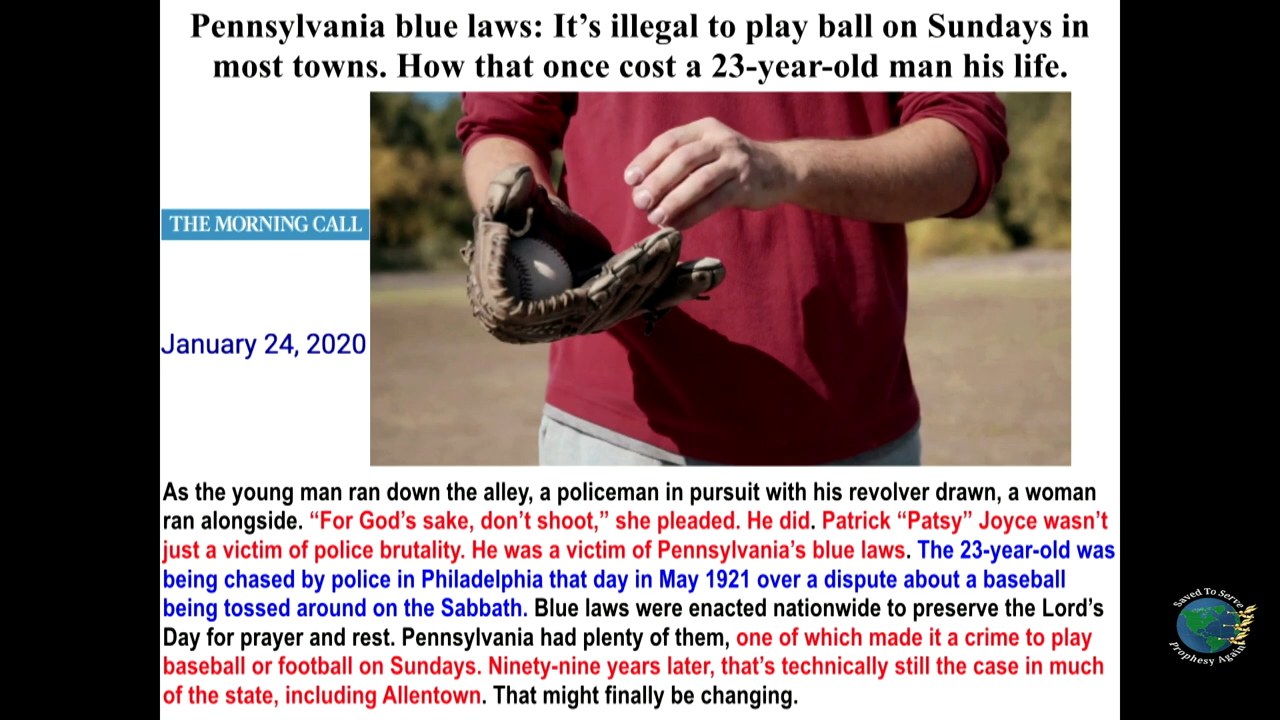 Pennsylvania blue laws: It’s illegal to play ball on Sundays in
most towns. How that once cost a 23-year-old man his life.
THE MORNING CALL
January 24, 2020
As the young man ran down the alley, a policeman in pursuit with his revolver drawn, a woman
ran alongside. “For God’s sake, don’t shoot,” she pleaded. He did. Patrick “Patsy” Joyce wasn’t
just a victim of police brutality. He was a victim of Pennsylvania’s blue laws. The 23-year-old was
being chased by police in Philadelphia that day in May 1921 over a dispute about a baseball
being tossed around on the Sabbath. Blue laws were enacted nationwide to preserve the Lord’s
Day for prayer and rest. Pennsylvania had plenty of them, one of which made it a crime to play
baseball or football on Sundays. Ninety-nine years later, that’s technically still the case in much
of the state, including Allentown. That might finally be changing.
Saved To Serve
Prophesy Again